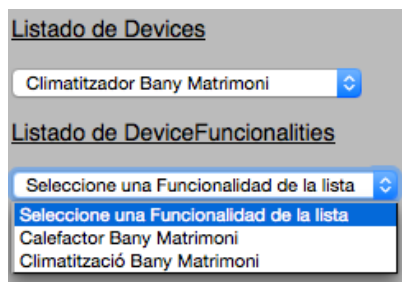 Listado de Devices
Climatitzador Bany Matrimoni
Listado de DeviceFuncionalities
Seleccione una Funcionalidad de la lista
Seleccione una Funcionalidad de la lista
Calefactor Bany Matrimoni
Climatització Bany Matrimoni